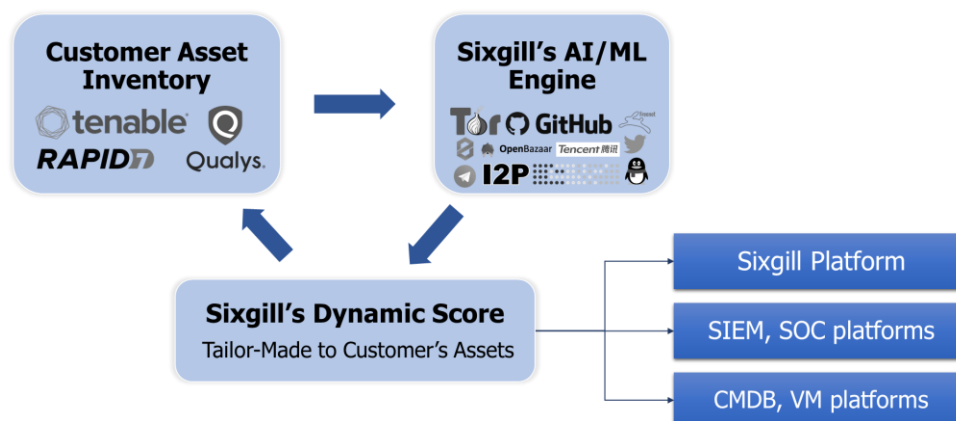 Customer Asset
Inventory
tenable
RAPID7
Qualys.
Sixgill's AI/ML
Engine
Tor GitHub
OpenBazaar Tencent 腾讯
I2P
Sixgill's Dynamic Score
Tailor-Made to Customer's Assets
Sixgill Platform
SIEM, SOC platforms
CMDB, VM platforms